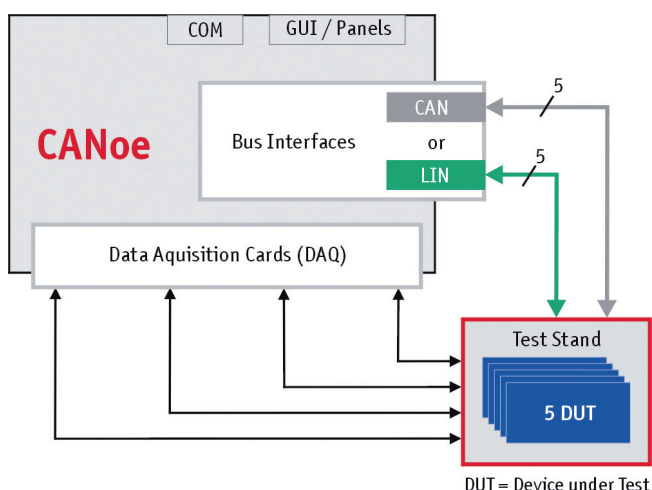 COM
GUI / Panels
5
CAN
CANoe
Bus Interfaces
or
5
LIN
Data Aquisition Cards (DAQ)
Test Stand
5 DUT
DUT = Device under Test